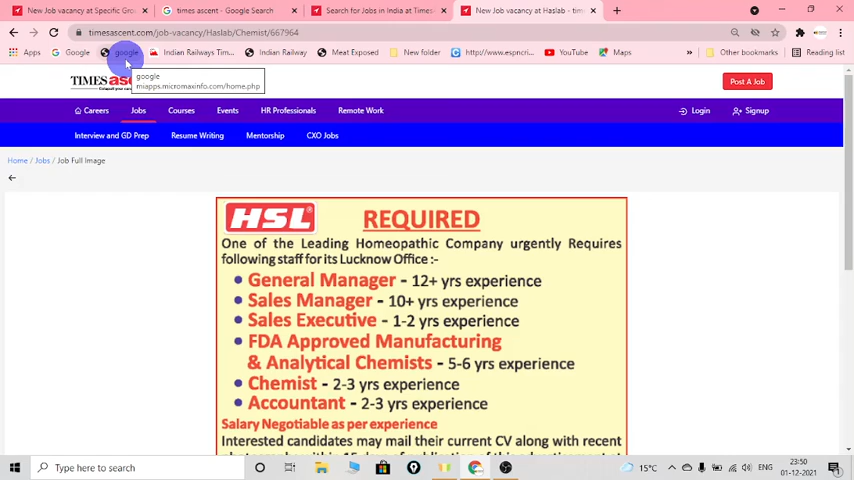 New Job vacancy at Specific Gro
times ascent - Google Search
Search for Jobs in India at Times
New Job vacancy at Haslab - tim
timesascent.com/job-vacancy/Haslab/Chemist/667964
Apps
Google
google
Indian Railways Tim...
Indian Railway
Meat Exposed
New folder
http://www.espncri...
YouTube
Maps
Other bookmarks
Reading list
google
miapps.micromaxinfo.com/home.php
TIMES
Post A Job
Careers
Jobs
Courses
Events
HR Professionals
Remote Work
Login
Signup
Interview and GD Prep
Resume Writing
Mentorship
CXO Jobs
Home / Jobs / Job Full Image
HSL REQUIRED
One of the Leading Homeopathic Company urgently Requires
following staff for its Lucknow Office :-
• General Manager - 12+ yrs experience
• Sales Manager - 10+ yrs experience
• Sales Executive - 1-2 yrs experience
• FDA Approved Manufacturing
& Analytical Chemists - 5-6 yrs experience
• Chemist - 2-3 yrs experience
• Accountant - 2-3 yrs experience
Salary Negotiable as per experience
Interested candidates may mail their current CV along with recent
Type here to search
15°C
ENG
23:50
01-12-2021